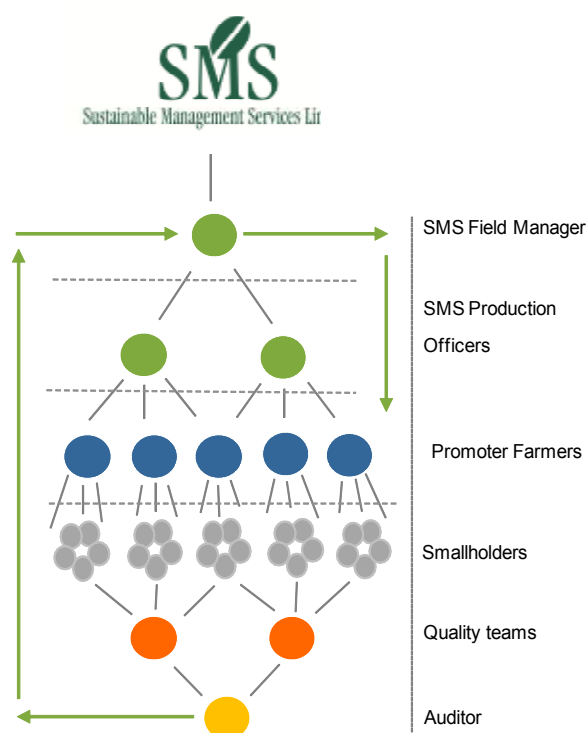 SMS
Sustainable Management Services
SMS Field Manager
SMS Production
Officers
Promoter Farmers
Smallholders
Quality teams
Auditor